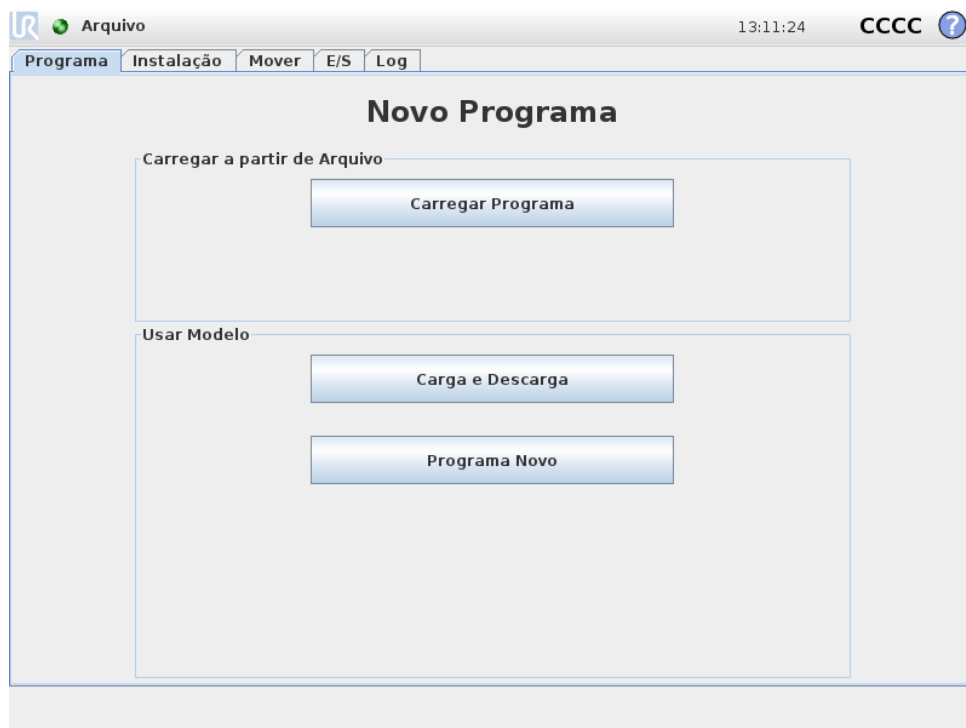 UR Arquivo 13:11:24 CCCC ?
Programa Instalação Mover E/S Log
Novo Programa
Carregar a partir de Arquivo
Carregar Programa
Usar Modelo
Carga e Descarga
Programa Novo